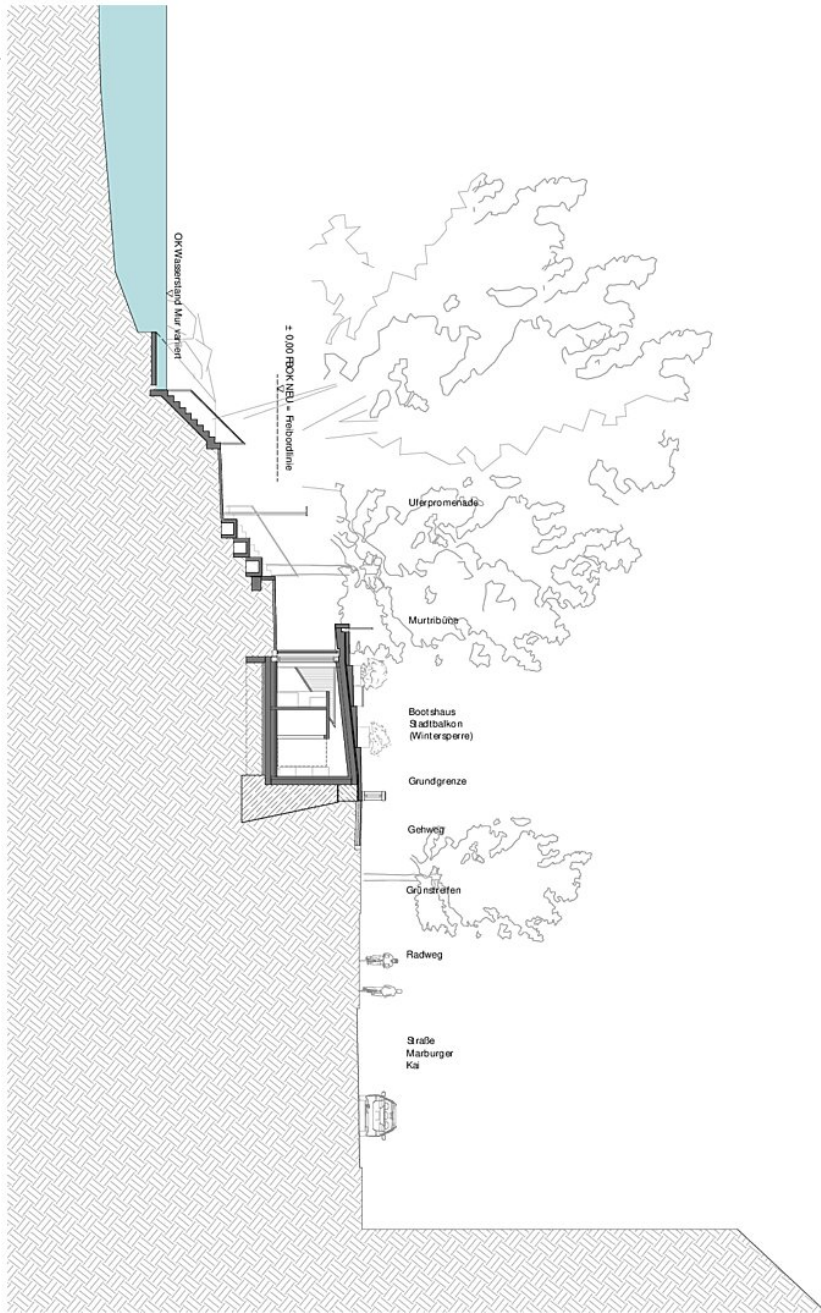 OK Wasserstand Mur variiert
± 0,00 FBOK NEU = Freibordlinie
Uferpromenade
Murtribüne
Bootshaus
Stadtbalkon
(Wintersperre)
Grundgrenze
Gehweg
Grünstreifen
Radweg
Straße
Marburger
Kai